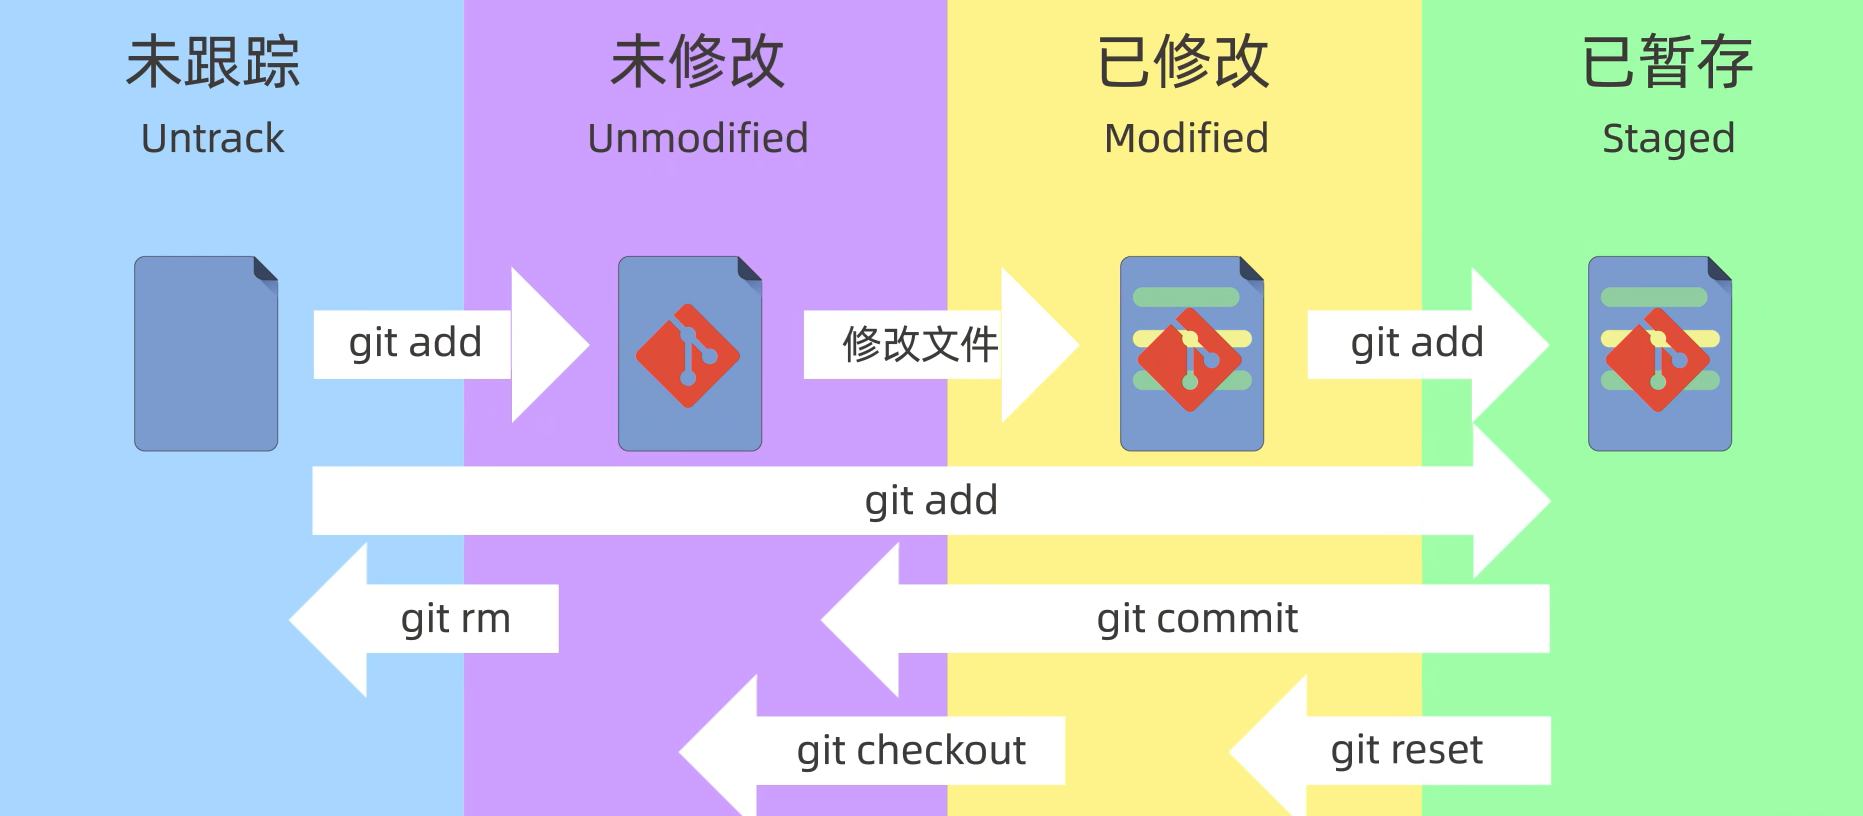 未跟踪
Untrack
未修改
Unmodified
已修改
Modified
已暂存
Staged
git add
修改文件
git add
git add
git rm
git commit
git checkout
git reset